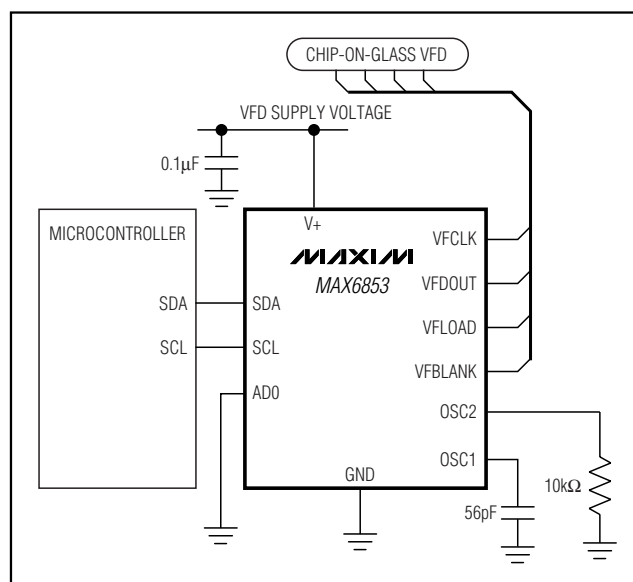 CHIP-ON-GLASS VFD
VFD SUPPLY VOLTAGE
0.1μF
MICROCONTROLLER
V+
VFCLK
MAXIM
MAX6853
VFDOUT
SDA
SDA
VFLOAD
SCL
SCL
VFBLANK
AD0
OSC2
OSC1
GND
10kΩ
56pF